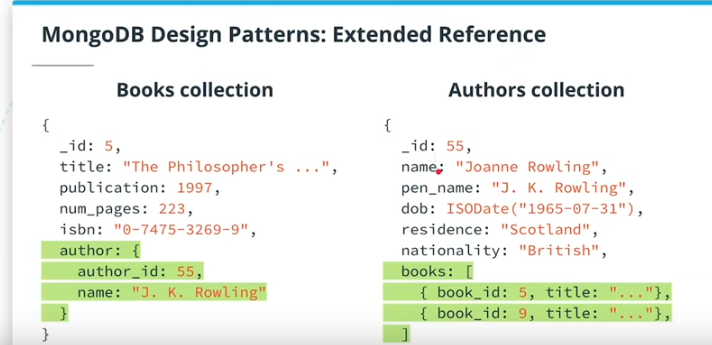 MongoDB Design Patterns: Extended Reference
Books collection
{
_id: 5,
title: "The Philosopher's ...",
publication: 1997,
num_pages: 223,
isbn: "0-7475-3269-9",
author: {
author_id: 55,
name: "J. K. Rowling"
}
}
Authors collection
{
_id: 55,
name: "Joanne Rowling",
pen_name: "J. K. Rowling",
dob: ISODate("1965-07-31"),
residence: "Scotland",
nationality: "British",
books: [
{ book_id: 5, title: "..."},
{ book_id: 9, title: "..."},
]